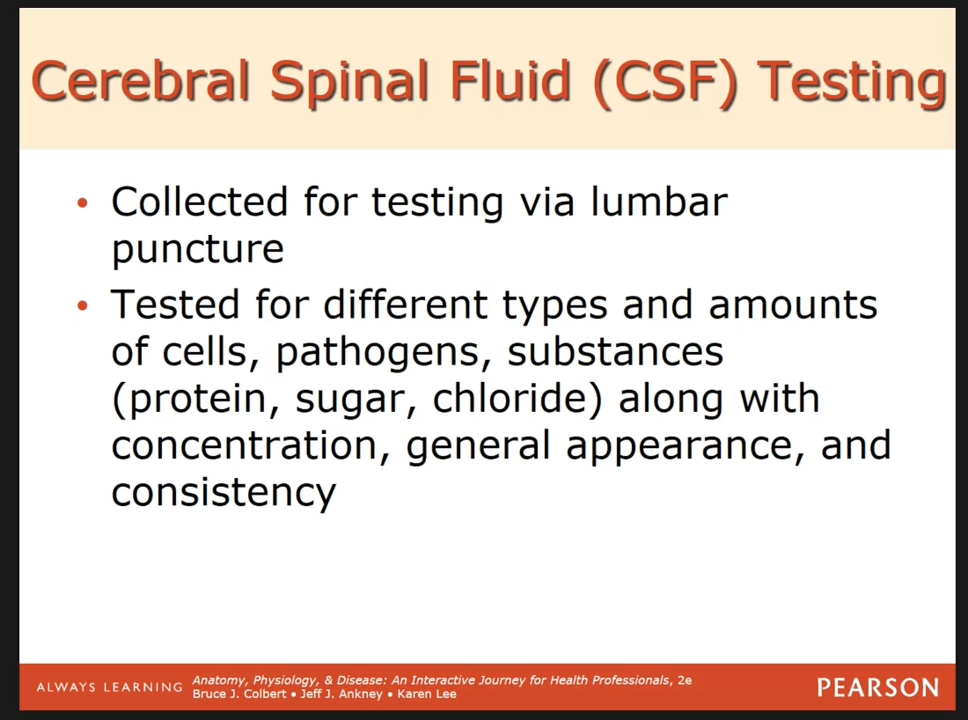 Cerebral Spinal Fluid (CSF) Testing
• Collected for testing via lumbar
puncture
• Tested for different types and amounts
of cells, pathogens, substances
(protein, sugar, chloride) along with
concentration, general appearance, and
consistency
ALWAYS LEARNING
Anatomy, Physiology, & Disease: An Interactive Journey for Health Professionals, 2e
Bruce J. Colbert • Jeff J. Ankney • Karen Lee
PEARSON